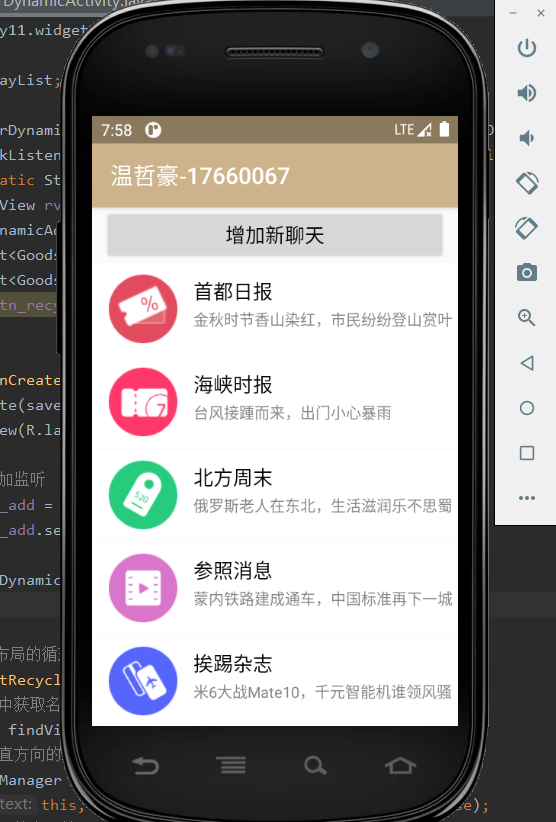 DynamicActivity.java
y11.widget
ayList;
7:58
LTE
rDynam
温哲豪-17660067
kListen
atic St
View rv
增加新聊天
namicAc
t<Goods
首都日报
t<Goods
金秋时节香山染红，市民纷纷登山赏叶
tn_recy
海峡时报
nCreate
te(save
台风接踵而来，出门小心暴雨
ew(R.la
北方周末
加监听
_add =
俄罗斯老人在东北，生活滋润乐不思蜀
_add.se
参照消息
Dynamic
蒙内铁路建成通车，中国标准再下一城
布局的循
挨踢杂志
tRecycl
米6大战Mate10，千元智能机谁领风骚
中获取名
findVi
直方向的
Manager
text: this,
e);